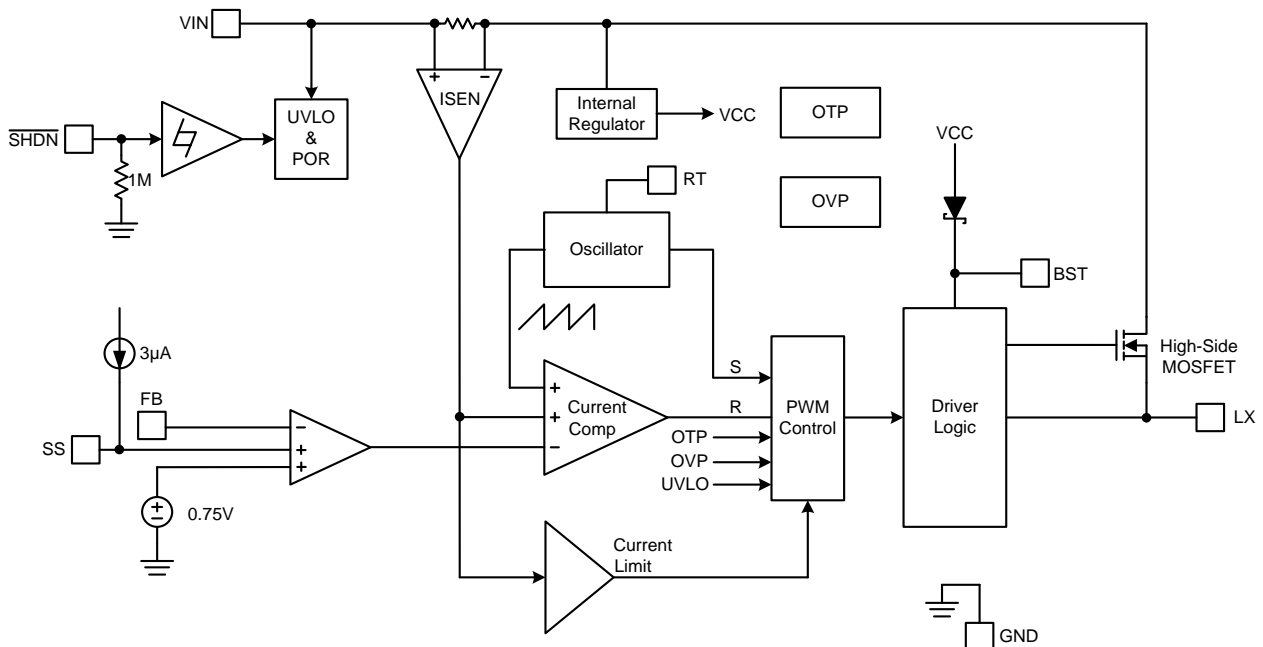 VIN
+ −
ISEN
SHDN
1M
UVLO
&
POR
Internal
Regulator
VCC
OTP
OVP
VCC
RT
Oscillator
BST
3µA
FB
SS
−
+
+
+
−
0.75V
+
+
−
Current
Comp
S
R
OTP
OVP
UVLO
PWM
Control
Driver
Logic
High-Side
MOSFET
LX
Current
Limit
GND